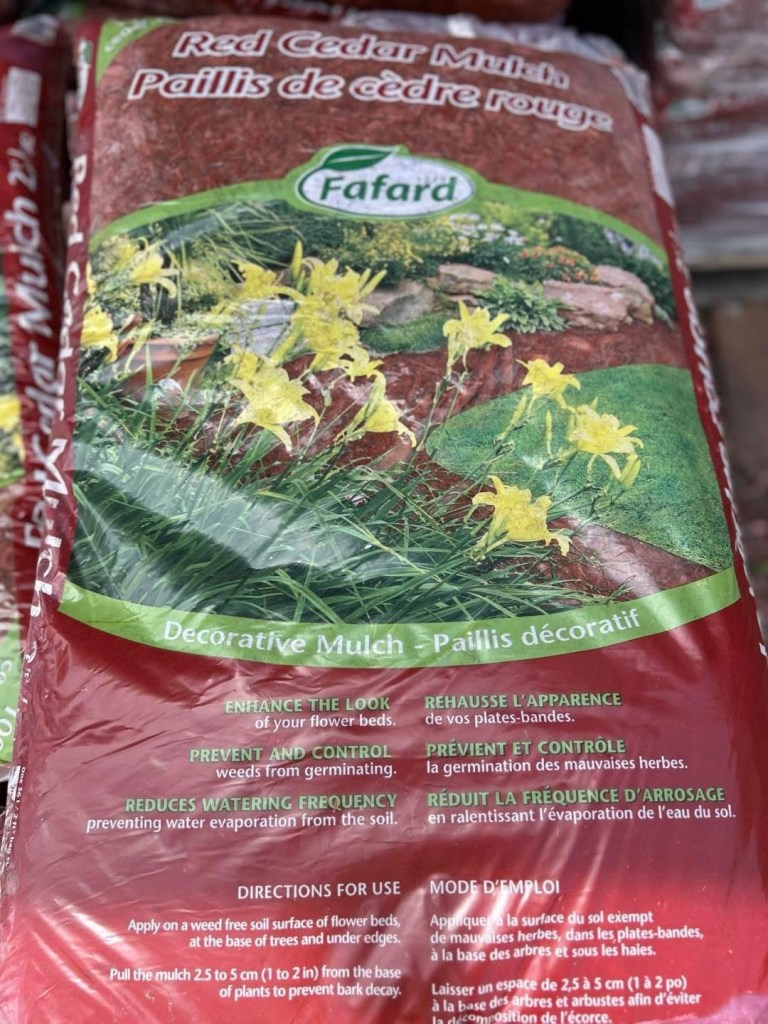 Red Cedar Mulch
Paillis de cèdre rouge
Fafard
Decorative Mulch - Paillis décoratif
ENHANCE THE LOOK
of your flower beds.
PREVENT AND CONTROL
weeds from germinating.
REDUCES WATERING FREQUENCY
preventing water evaporation from the soil.
REHAUSSE L'APPARENCE
de vos plates-bandes.
PRÉVIENT ET CONTRÔLE
la germination des mauvaises herbes.
RÉDUIT LA FRÉQUENCE D'ARROSAGE
en ralentissant l'évaporation de l'eau du sol.
DIRECTIONS FOR USE
Apply on a weed free soil surface of flower beds,
at the base of trees and under edges.
Pull the mulch 2.5 to 5 cm (1 to 2 in) from the base
of plants to prevent bark decay.
MODE D'EMPLOI
Appliquer à la surface du sol exempt
de mauvaises herbes, dans les plates-bandes,
à la base des arbres et sous les haies.
Laisser un espace de 2,5 à 5 cm (1 à 2 po)
à la base des arbres et arbustes afin d'éviter
la décomposition de l'écorce.